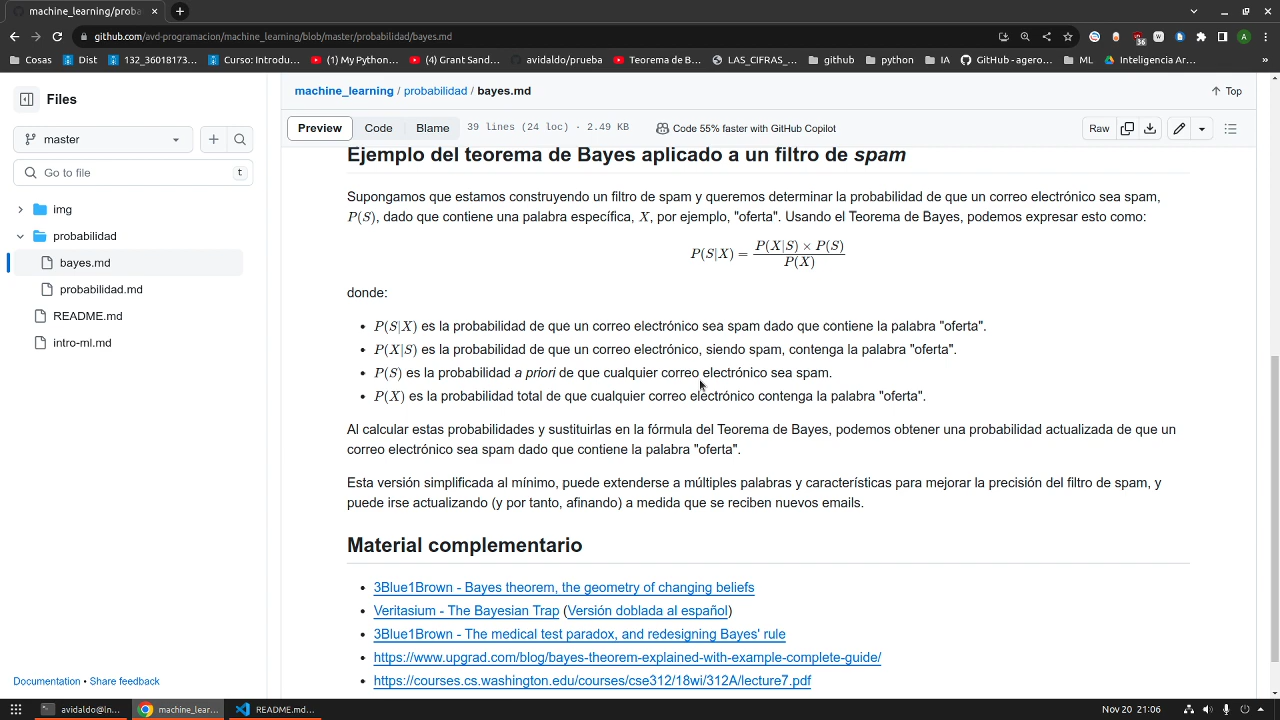 machine_learning/proba
github.com/avd-programacion/machine_learning/blob/master/probabilidad/bayes.md
36
A
Cosas
Dist
132_36018173...
Curso: Introdu...
(1) My Python...
(4) Grant Sand...
avidaldo/prueba
Teorema de B...
LAS_CIFRAS_...
github
python
IA
GitHub - agero...
ML
Inteligencia Ar...
»
Files
machine_learning / probabilidad / bayes.md
Top
master
Preview
Code
Blame
39 lines (24 loc) · 2.49 KB
Code 55% faster with GitHub Copilot
Raw
Go to file
t
img
probabilidad
bayes.md
probabilidad.md
README.md
intro-ml.md
Documentation • Share feedback
Ejemplo del teorema de Bayes aplicado a un filtro de spam
Supongamos que estamos construyendo un filtro de spam y queremos determinar la probabilidad de que un correo electrónico sea spam,
P(S), dado que contiene una palabra específica, X, por ejemplo, "oferta". Usando el Teorema de Bayes, podemos expresar esto como:
P(S|X) = P(X|S) × P(S)
P(X)
donde:
• P(S|X) es la probabilidad de que un correo electrónico sea spam dado que contiene la palabra "oferta".
• P(X|S) es la probabilidad de que un correo electrónico, siendo spam, contenga la palabra "oferta".
• P(S) es la probabilidad a priori de que cualquier correo electrónico sea spam.
• P(X) es la probabilidad total de que cualquier correo electrónico contenga la palabra "oferta".
Al calcular estas probabilidades y sustituirlas en la fórmula del Teorema de Bayes, podemos obtener una probabilidad actualizada de que un
correo electrónico sea spam dado que contiene la palabra "oferta".
Esta versión simplificada al mínimo, puede extenderse a múltiples palabras y características para mejorar la precisión del filtro de spam, y
puede irse actualizando (y por tanto, afinando) a medida que se reciben nuevos emails.
Material complementario
• 3Blue1Brown - Bayes theorem, the geometry of changing beliefs
• Veritasium - The Bayesian Trap (Versión doblada al español)
• 3Blue1Brown - The medical test paradox, and redesigning Bayes' rule
• https://www.upgrad.com/blog/bayes-theorem-explained-with-example-complete-guide/
• https://courses.cs.washington.edu/courses/cse312/18wi/312A/lecture7.pdf
avidaldo@ln...
machine_lear...
README.md...
Nov 20 21:06